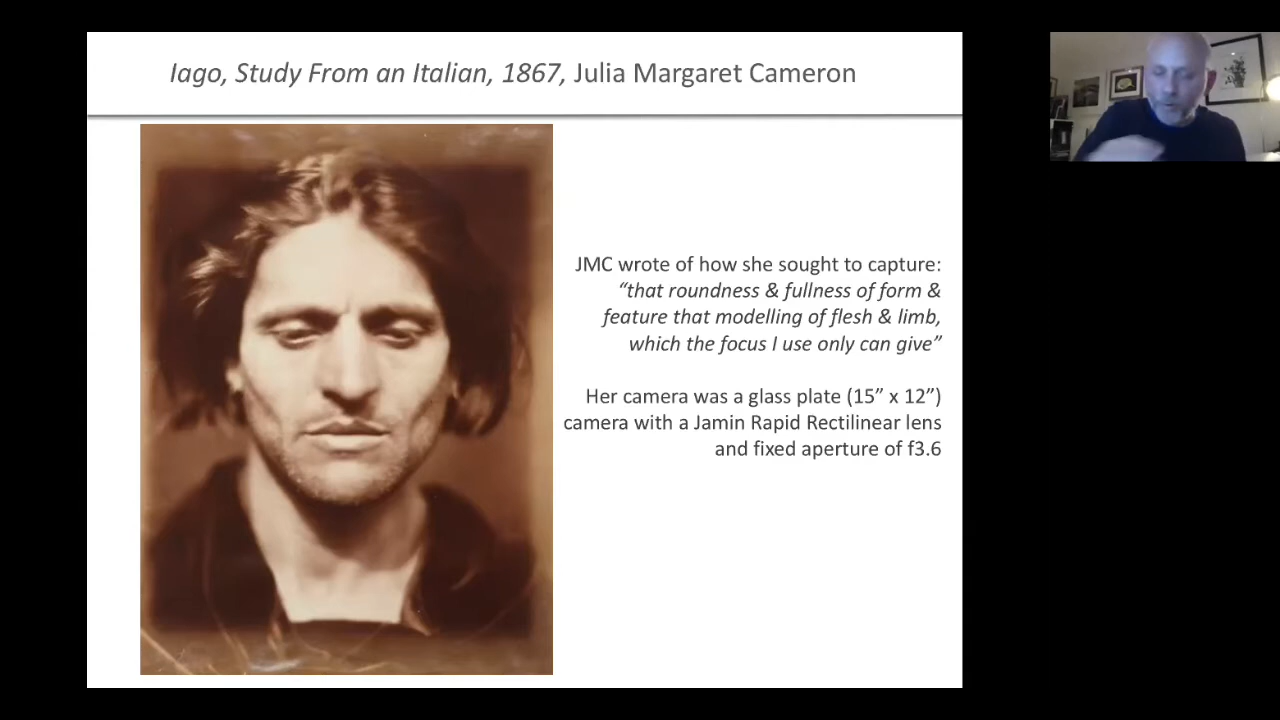 Iago, Study From an Italian, 1867, Julia Margaret Cameron
JMC wrote of how she sought to capture:
“that roundness & fullness of form &
feature that modelling of flesh & limb,
which the focus I use only can give”
Her camera was a glass plate (15” x 12”)
camera with a Jamin Rapid Rectilinear lens
and fixed aperture of f3.6